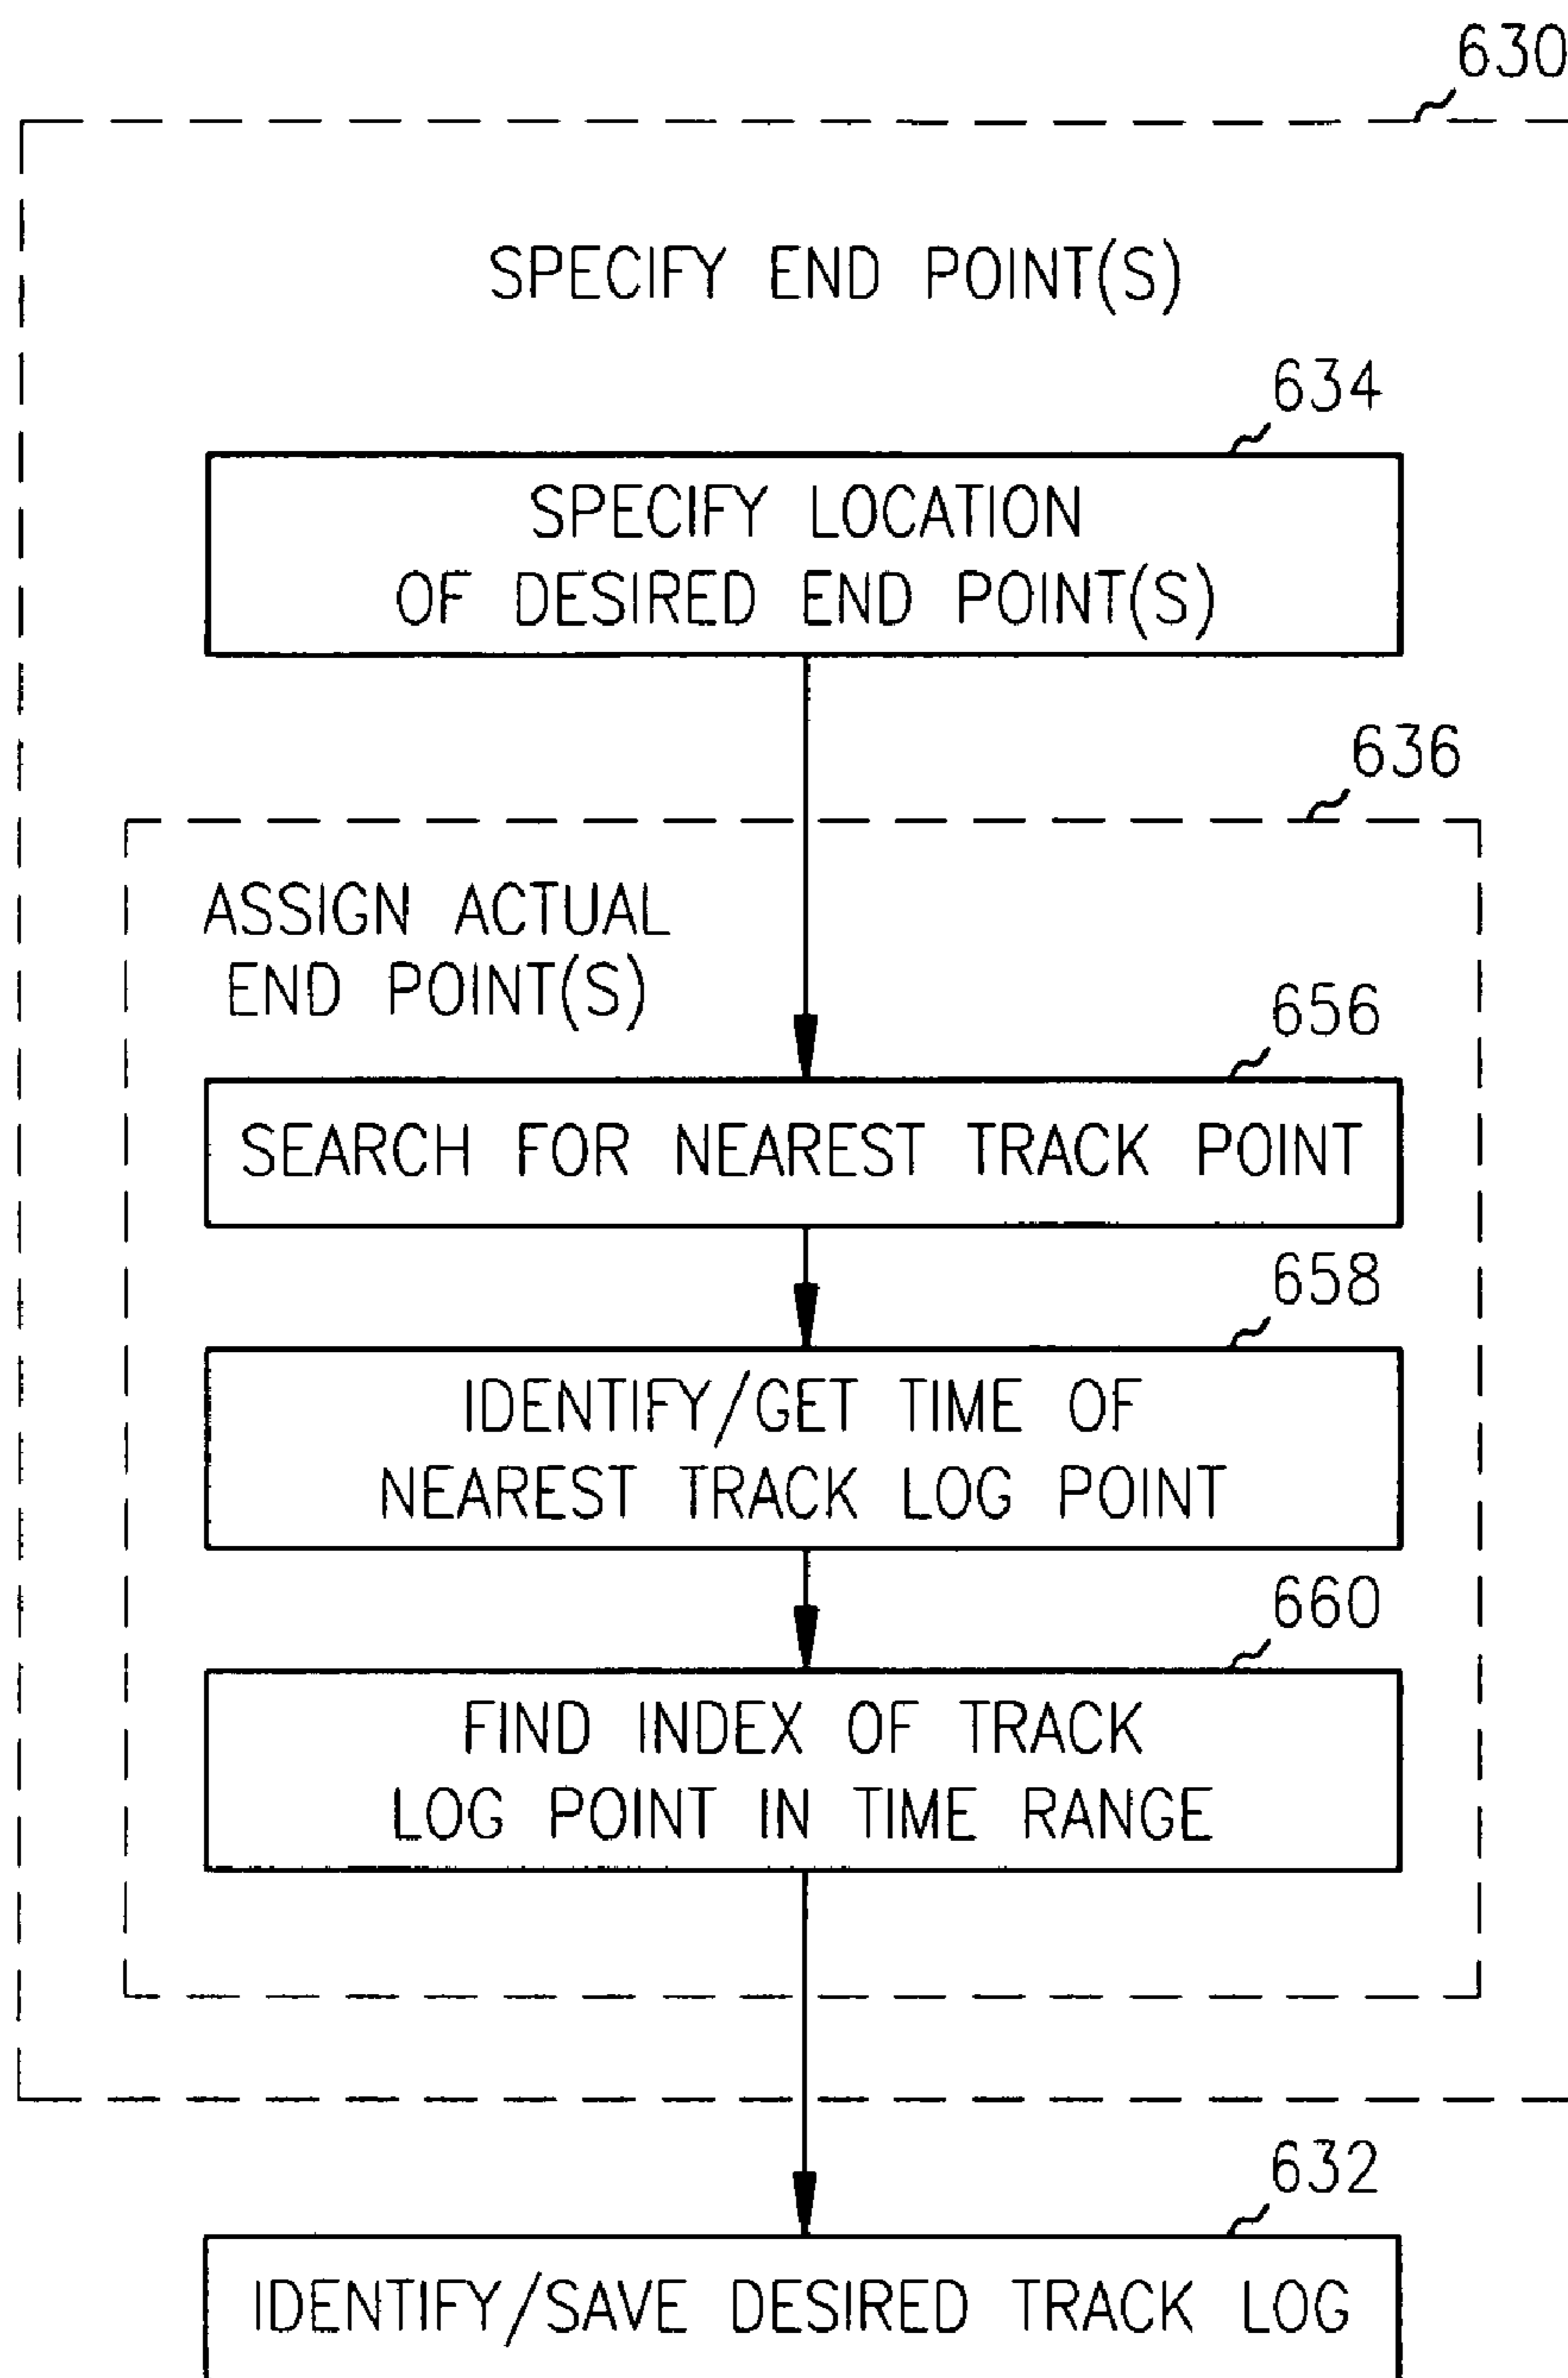 630
SPECIFY END POINT(S)
634
SPECIFY LOCATION
OF DESIRED END POINT(S)
636
ASSIGN ACTUAL
END POINT(S)
656
SEARCH FOR NEAREST TRACK POINT
658
IDENTIFY/GET TIME OF
NEAREST TRACK LOG POINT
660
FIND INDEX OF TRACK
LOG POINT IN TIME RANGE
632
IDENTIFY/SAVE DESIRED TRACK LOG